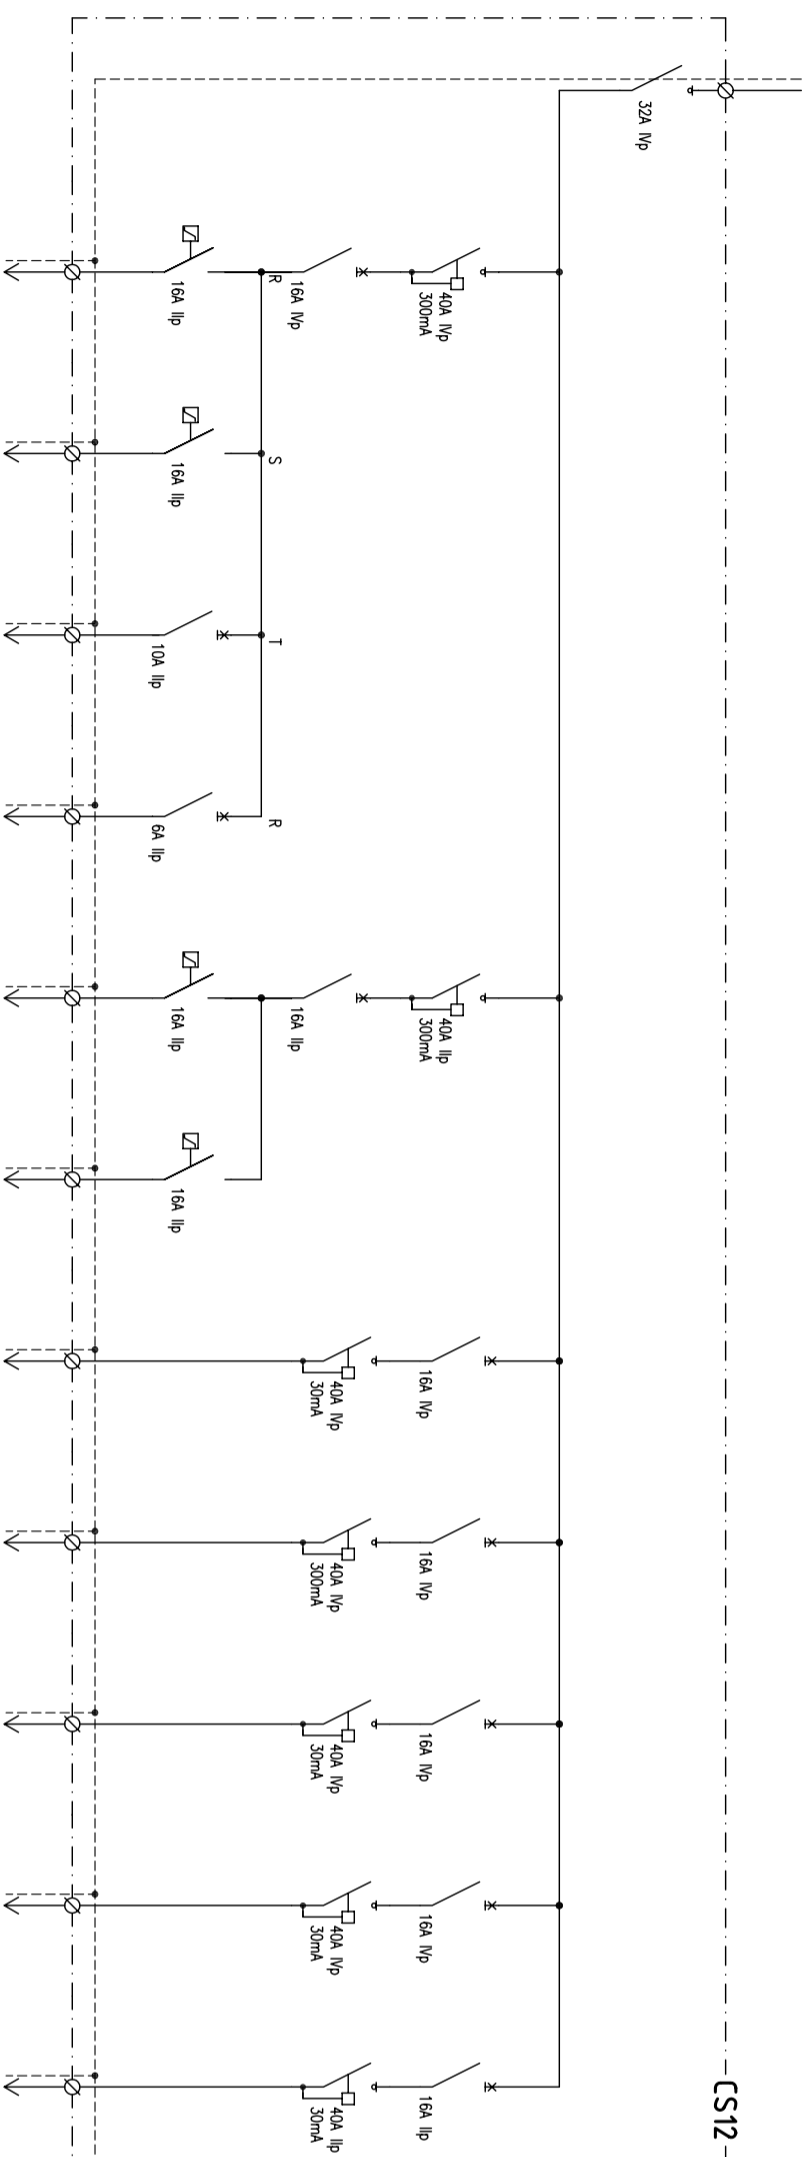 32A IVp
40A IVp
300mA
16A IVp
R
16A IIp
S
16A IIp
T
10A IIp
R
6A IIp
40A IIp
300mA
16A IIp
16A IIp
16A IIp
16A IVp
40A IVp
30mA
16A IVp
40A IVp
300mA
16A IVp
40A IVp
30mA
16A IVp
40A IVp
30mA
16A IIp
40A IIp
30mA
CS12